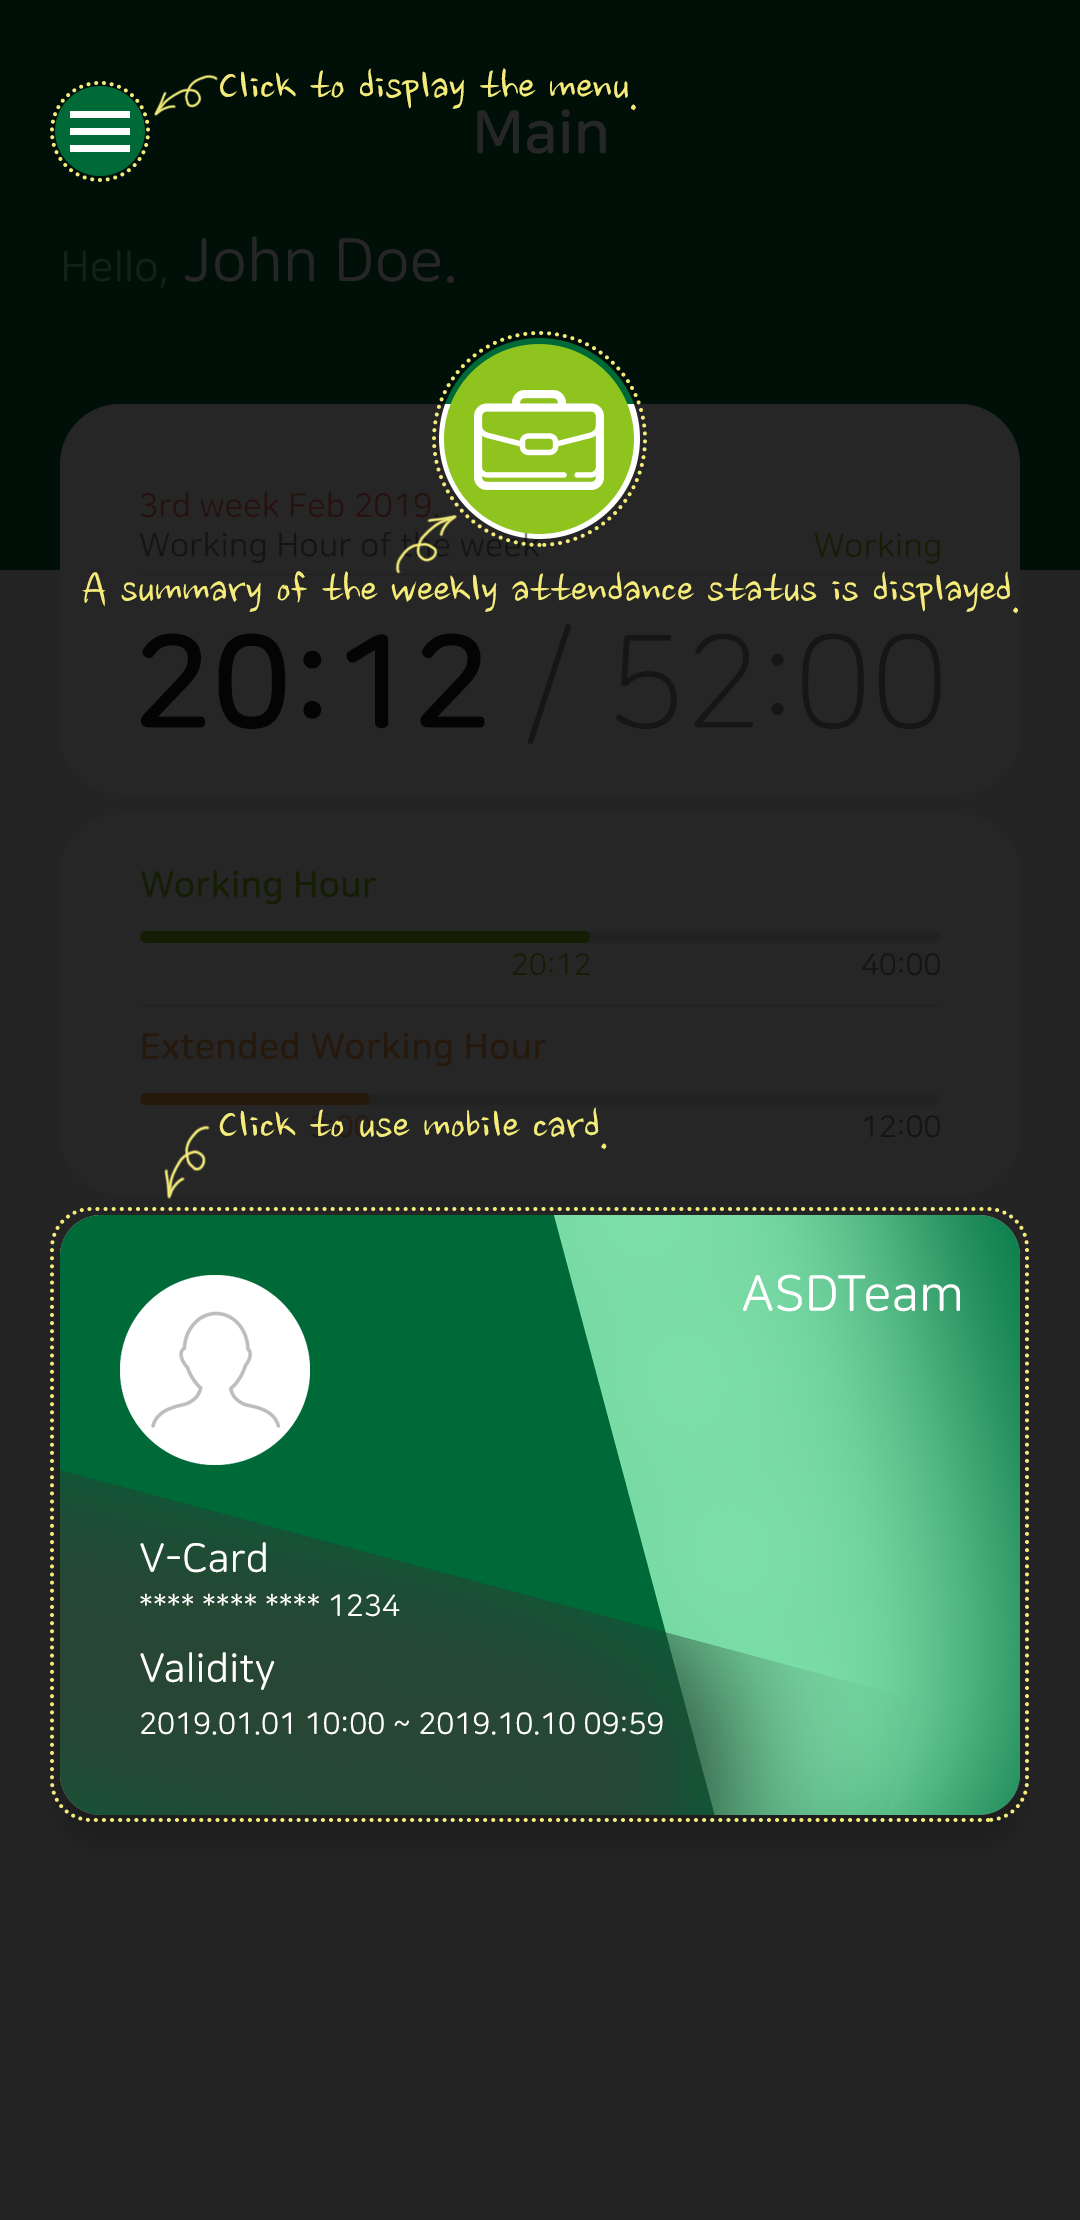 Click to display the menu.
Main
Hello, John Doe.
3rd week Feb 2019.
Working Hour of the week
Working
A summary of the weekly attendance status is displayed.
20:12 / 52:00
Working Hour
20:12
40:00
Extended Working Hour
Click to use mobile card.
12:00
ASDTeam
V-Card
**** **** **** 1234
Validity
2019.01.01 10:00 ~ 2019.10.10 09:59